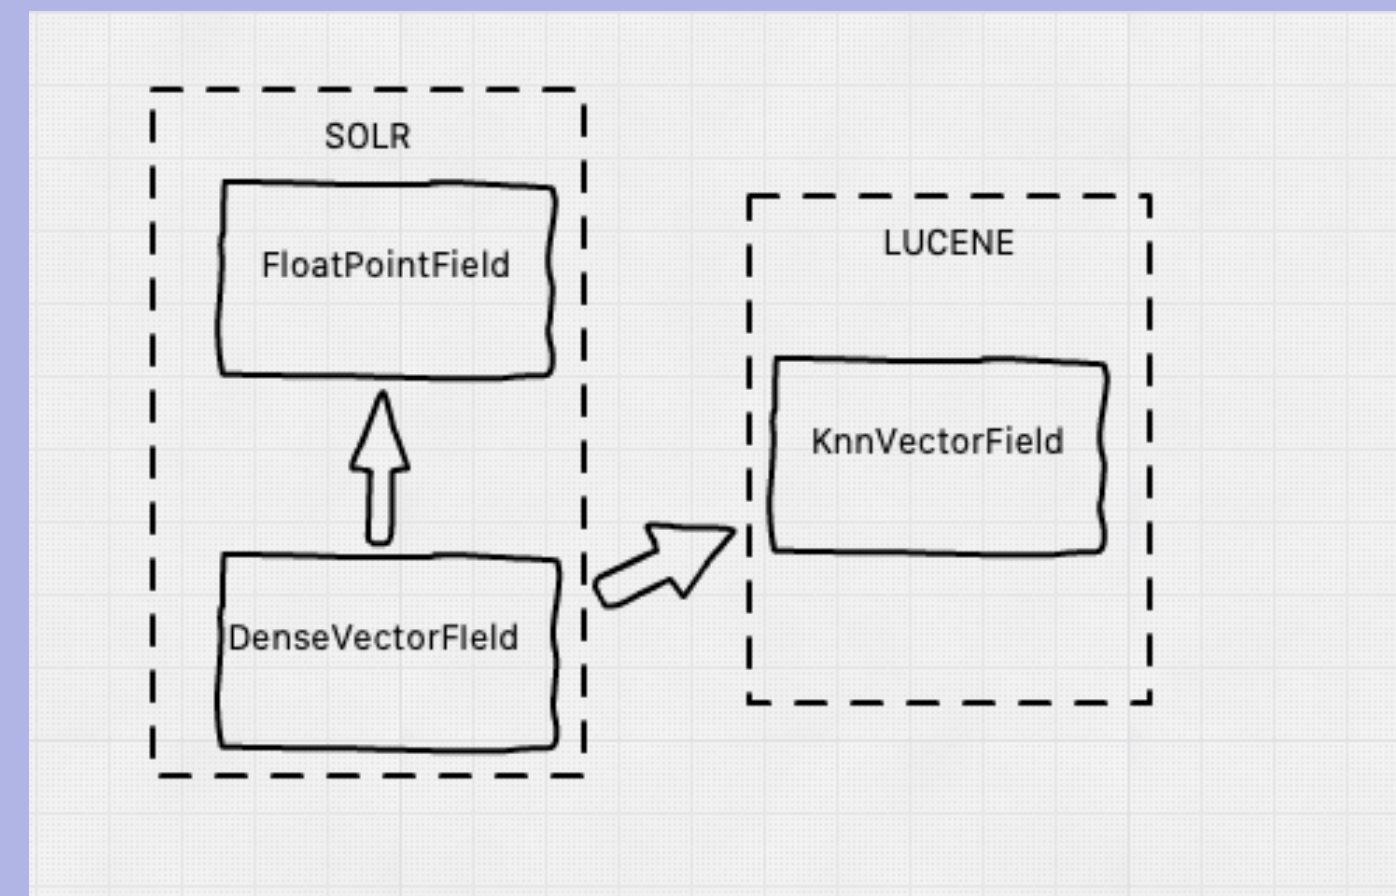 SOLR
FloatPointField
DenseVectorFIeld
LUCENE
KnnVectorField